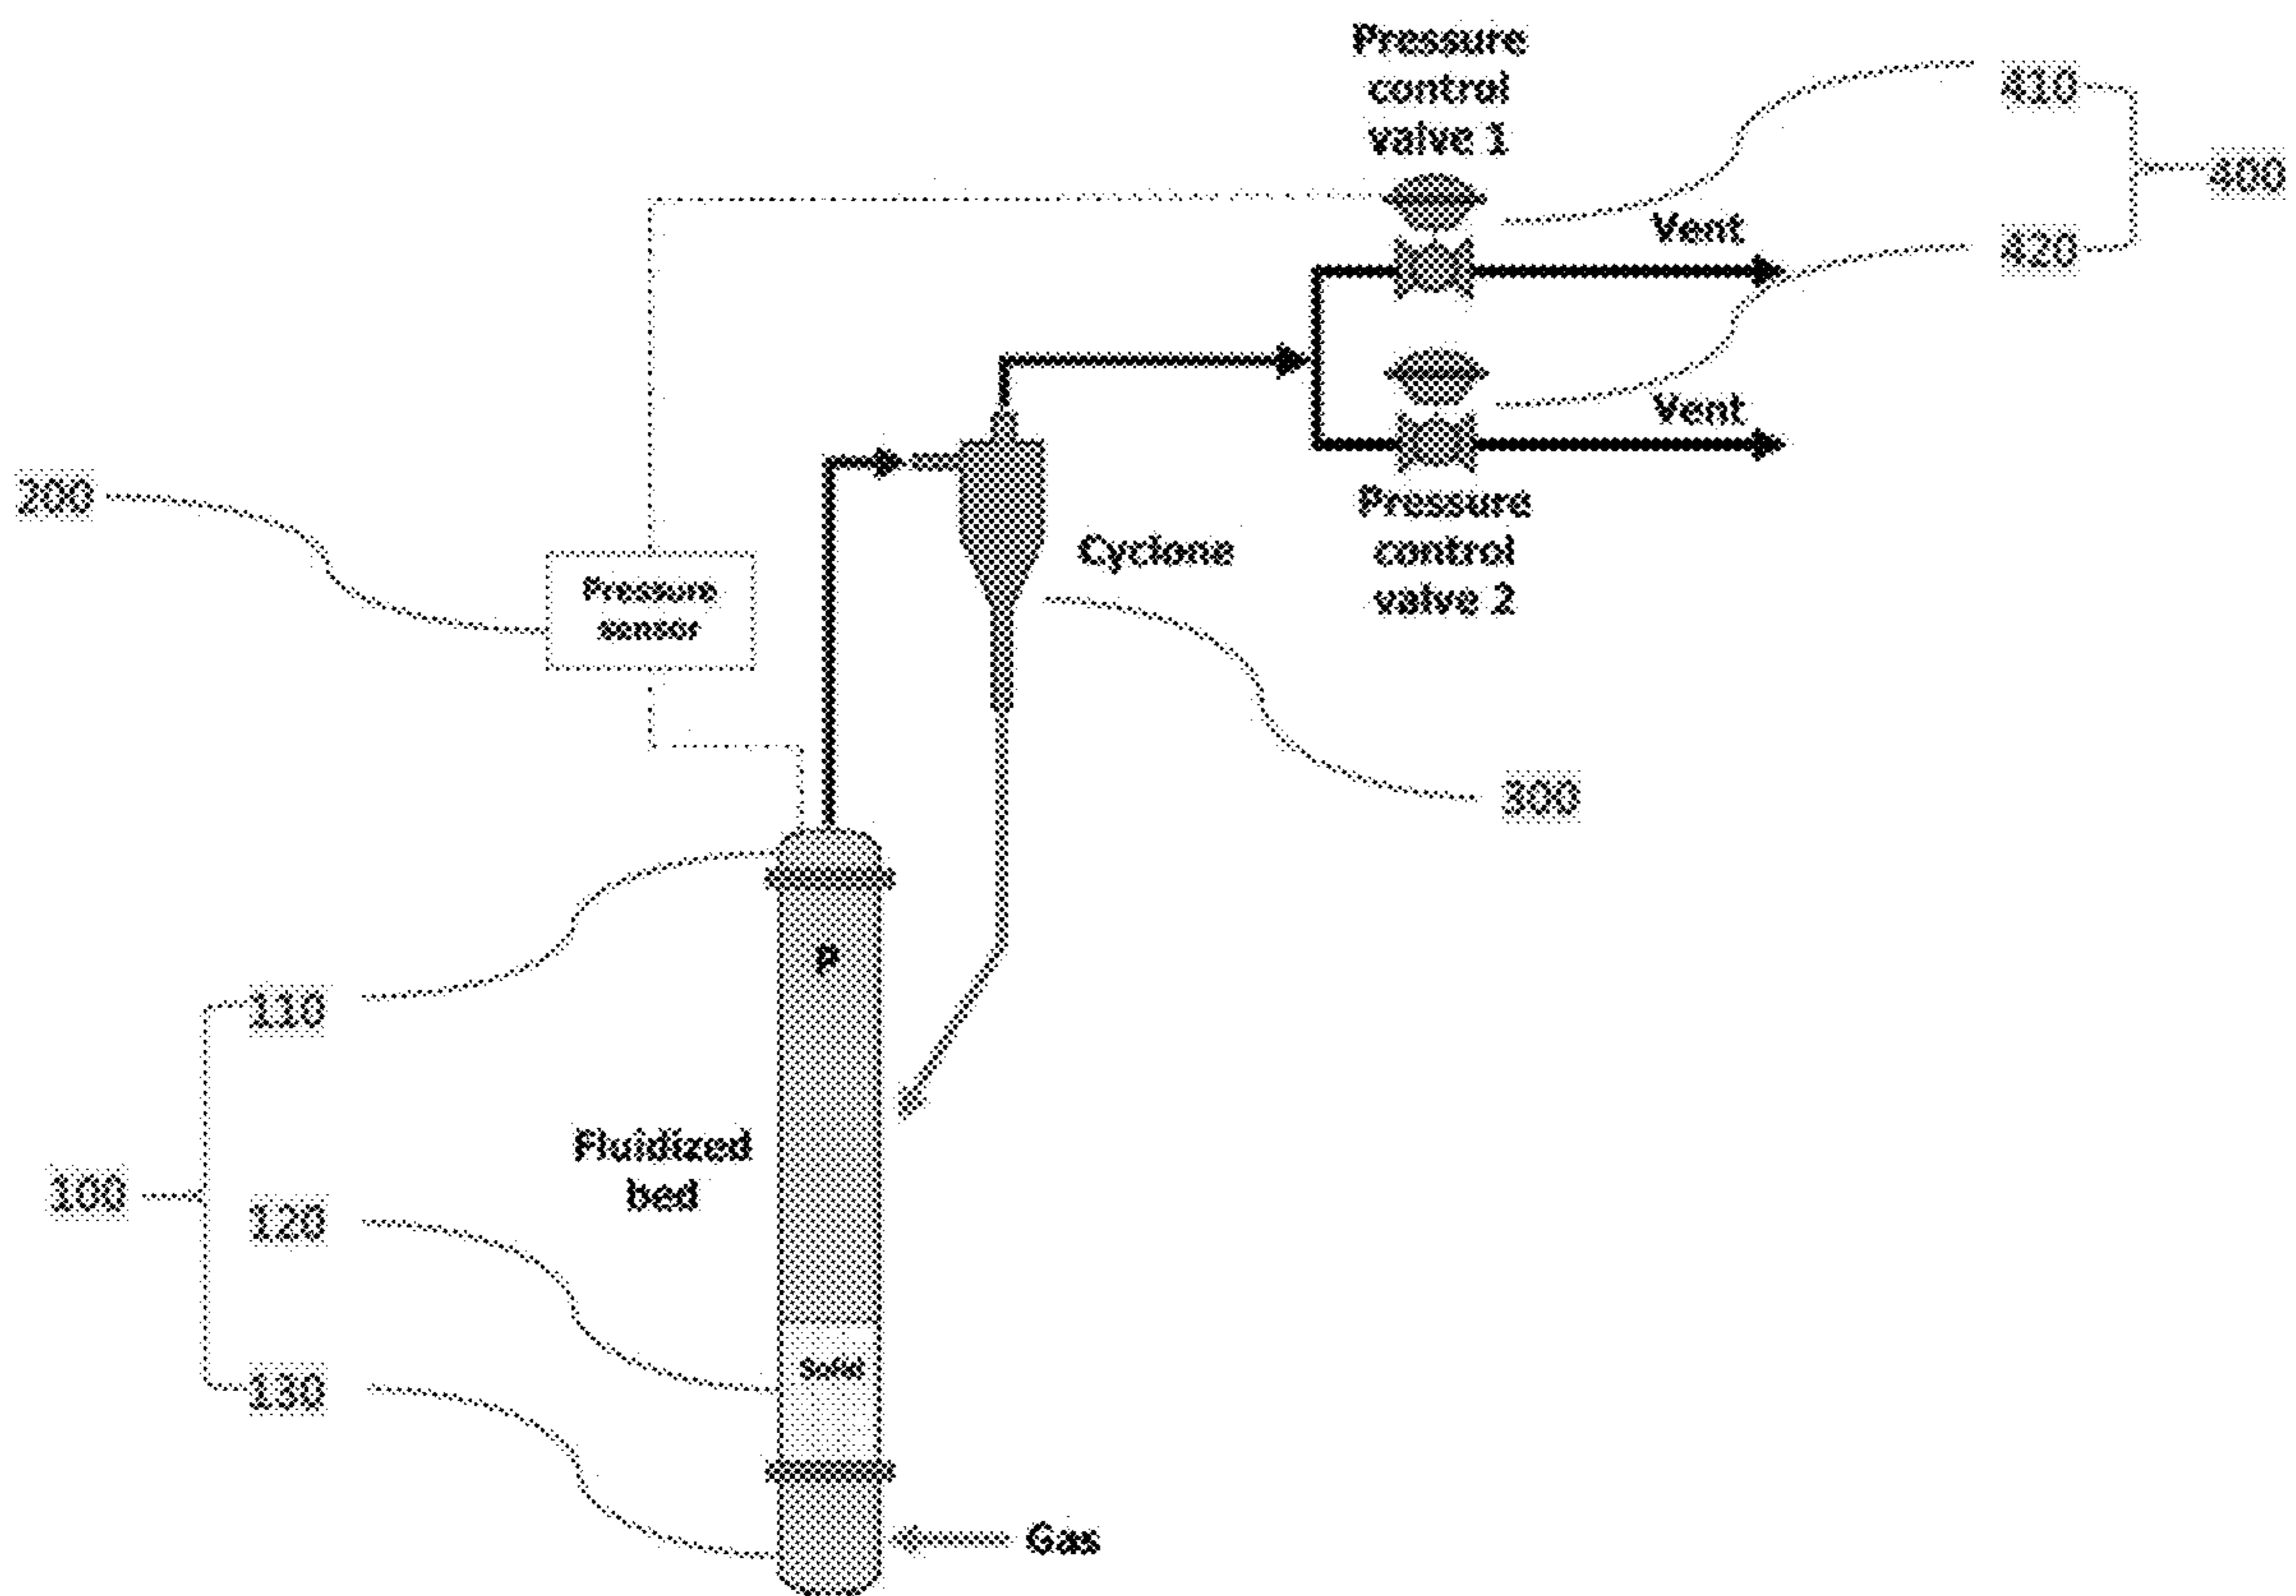 Pressure
control
valve 1
410
400
Vent
420
Vent
200
Pressure
control
valve 2
Cyclone
Pressure
sensor
300
P
110
Fluidized
bed
100
120
Solid
130
Gas